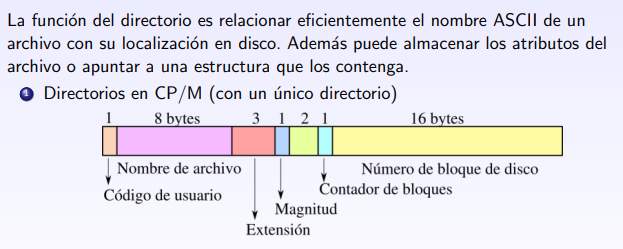 La función del directorio es relacionar eficientemente el nombre ASCII de un
archivo con su localización en disco. Además puede almacenar los atributos del
archivo o apuntar a una estructura que los contenga.
1 Directorios en CP/M (con un único directorio)
1 8 bytes 3 1 2 1 16 bytes
Nombre de archivo Número de bloque de disco
Código de usuario Contador de bloques
Magnitud
Extensión